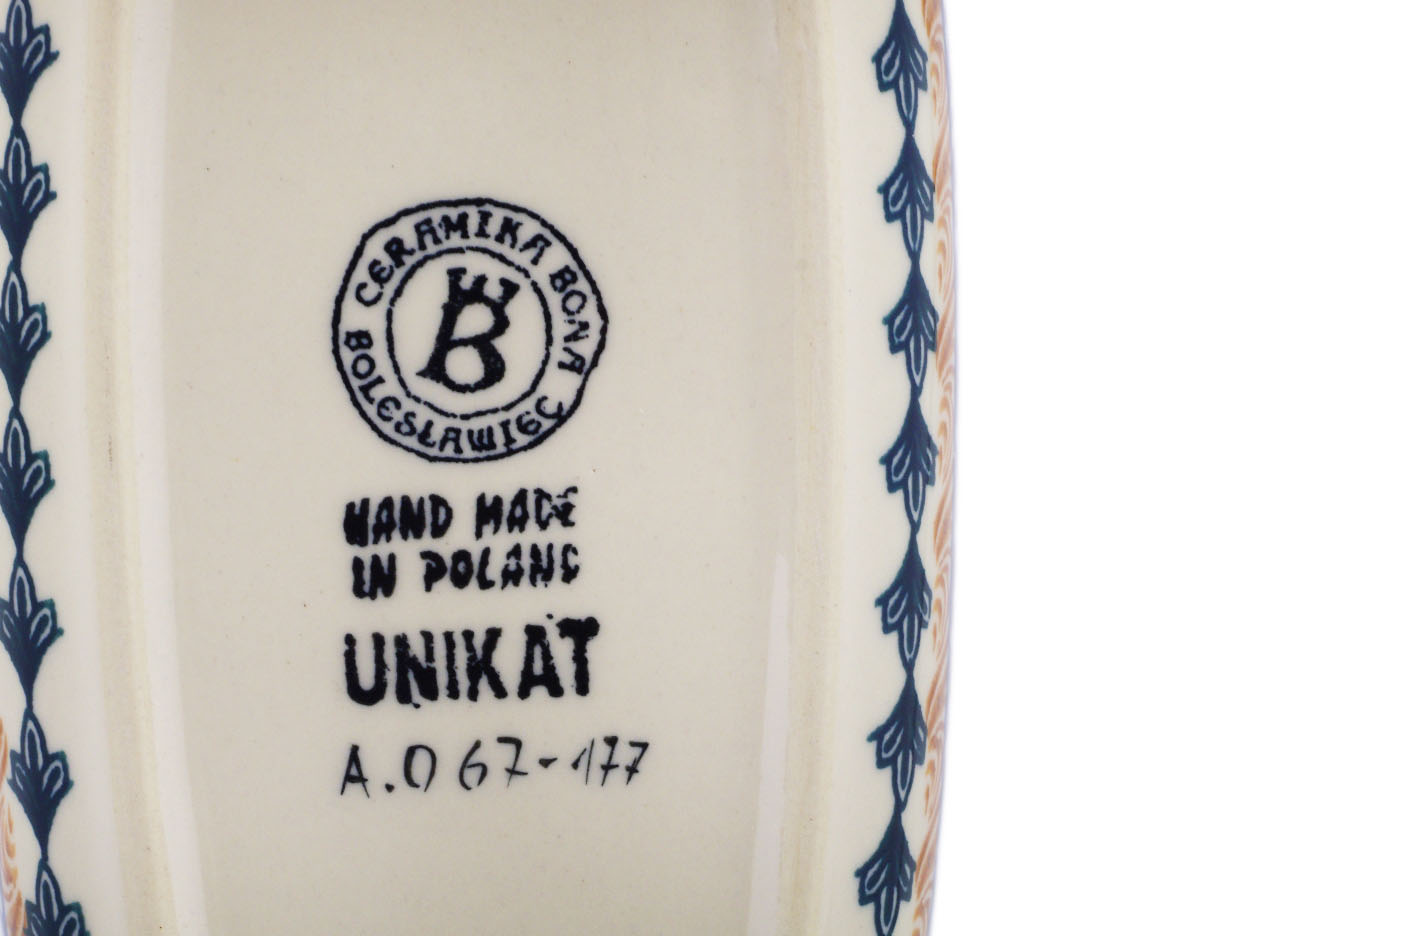 CERAMIKA BONA
BOLESŁAWIEC
B
HAND MADE
IN POLAND
UNIKAT
A.067-177